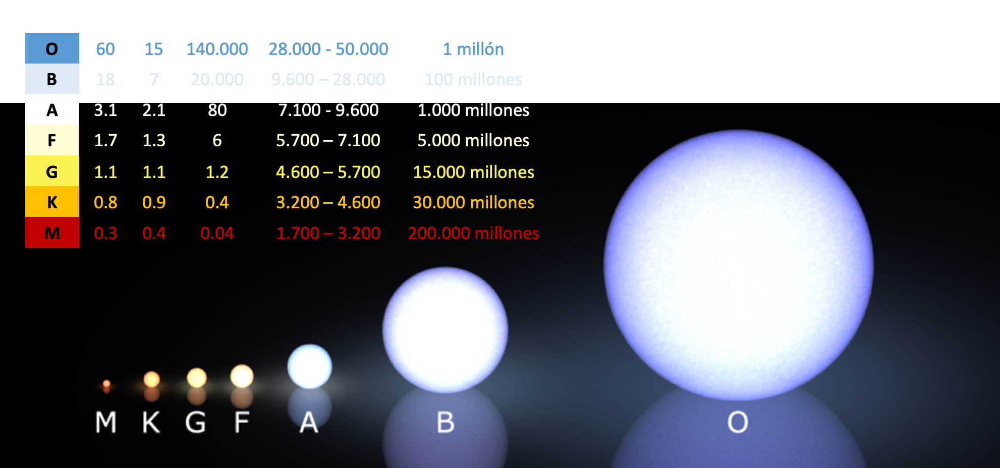 O 60 15 140.000 28.000 - 50.000 1 millón
B 18 7 20.000 9.600 – 28.000 100 millones
A 3.1 2.1 80 7.100 - 9.600 1.000 millones
F 1.7 1.3 6 5.700 – 7.100 5.000 millones
G 1.1 1.1 1.2 4.600 – 5.700 15.000 millones
K 0.8 0.9 0.4 3.200 – 4.600 30.000 millones
M 0.3 0.4 0.04 1.700 – 3.200 200.000 millones
M K G F A B O